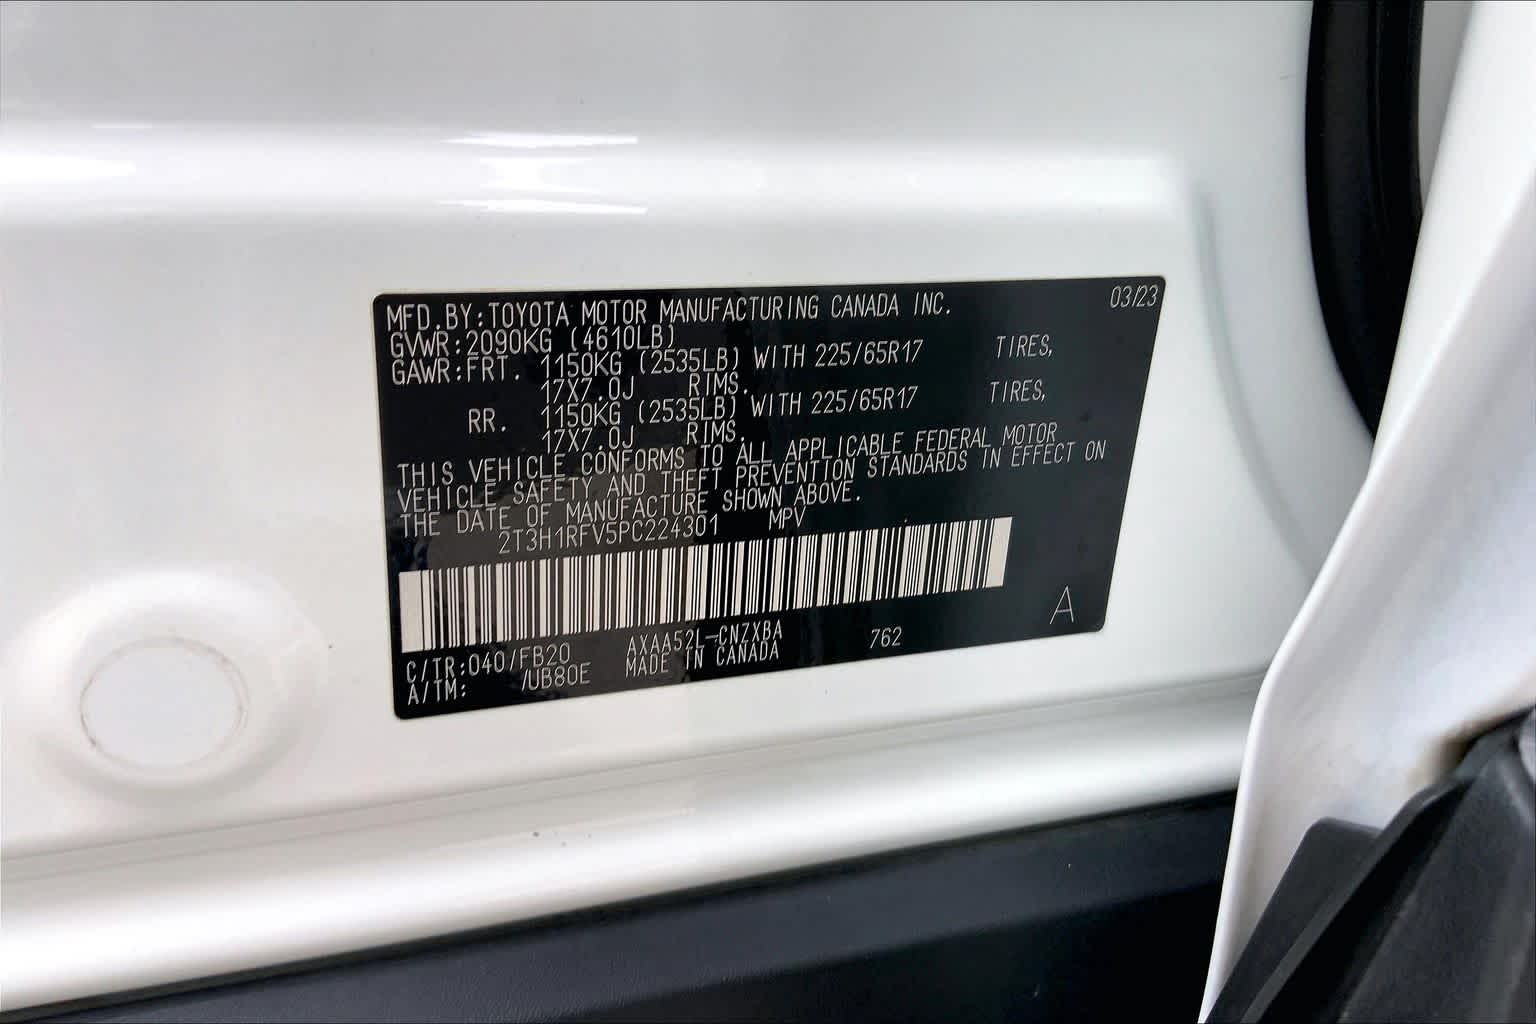 MFD.BY:TOYOTA MOTOR MANUFACTURING CANADA INC. 03/23
GVWR:2090KG (4610LB)
GAWR:FRT. 1150KG (2535LB) WITH 225/65R17 TIRES,
17X7.0J RIMS.
RR. 1150KG (2535LB) WITH 225/65R17 TIRES,
17X7.0J RIMS.
THIS VEHICLE CONFORMS TO ALL APPLICABLE FEDERAL MOTOR
VEHICLE SAFETY AND THEFT PREVENTION STANDARDS IN EFFECT ON
THE DATE OF MANUFACTURE SHOWN ABOVE.
2T3H1RFV5PC224301 MPV
C/TR:040/FB20 AXAA52L-CNZXBA 762 A
A/TM: /UB80E MADE IN CANADA